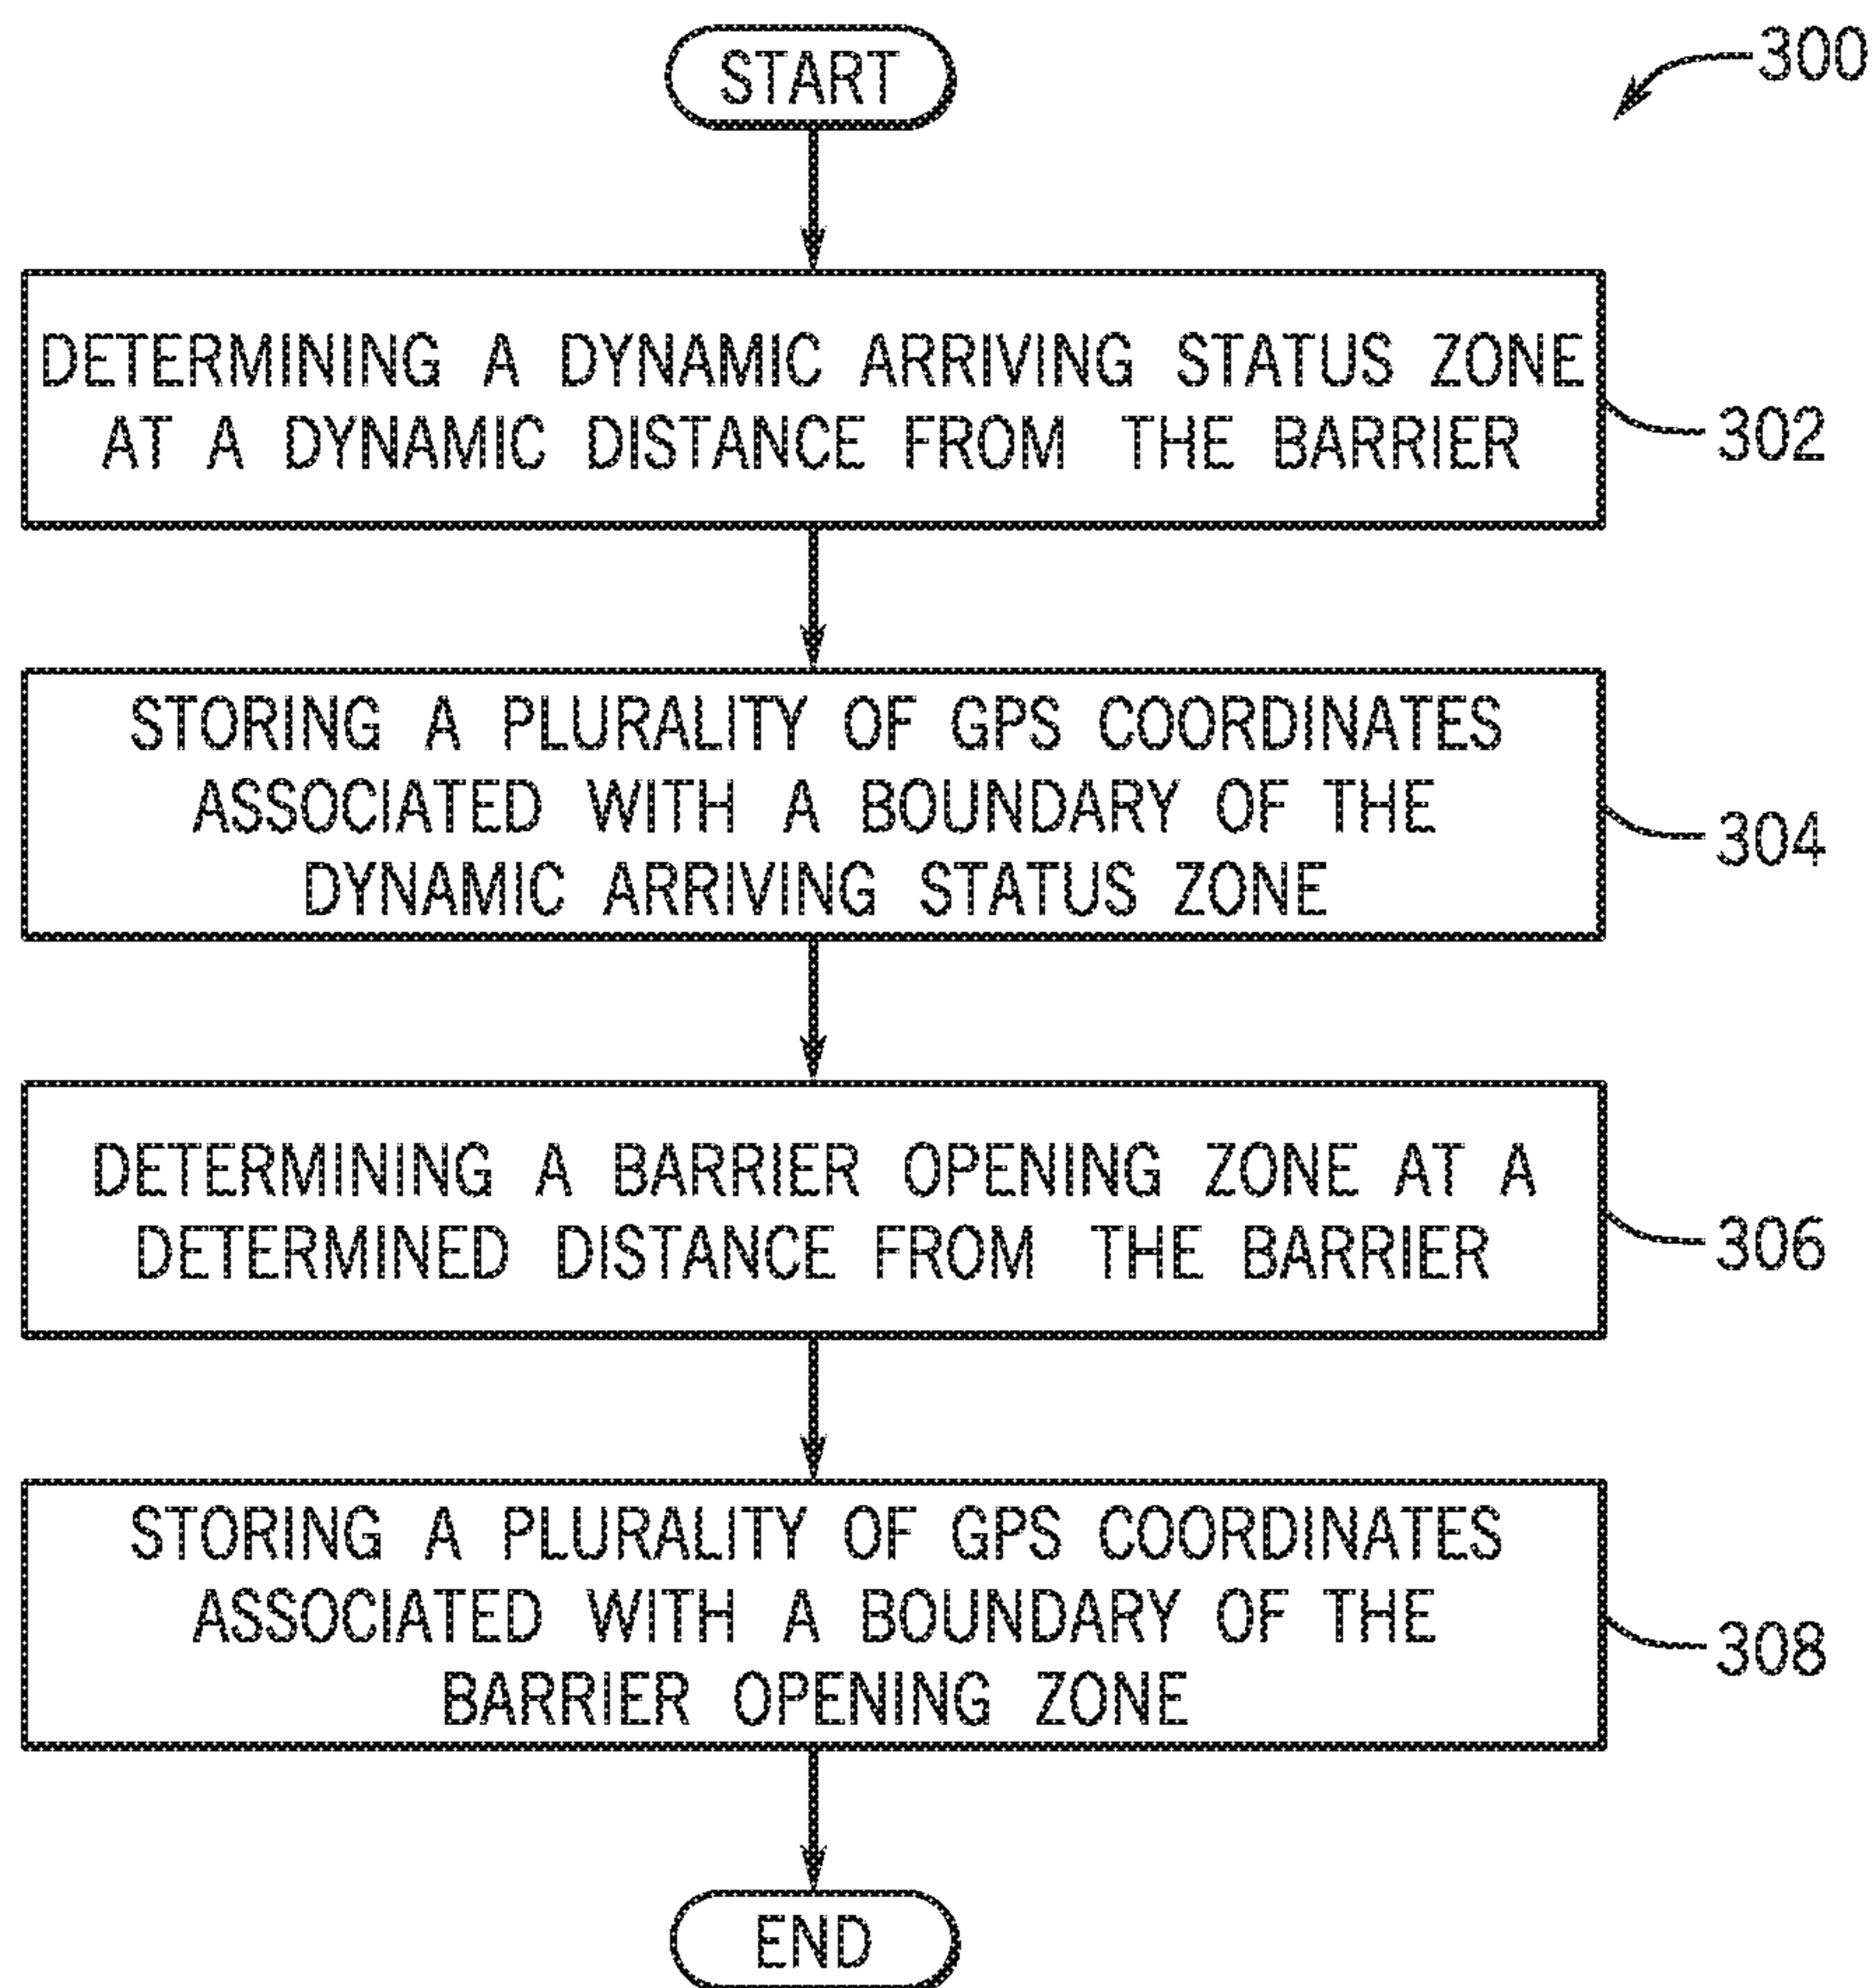 START
300
DETERMINING A DYNAMIC ARRIVING STATUS ZONE
AT A DYNAMIC DISTANCE FROM THE BARRIER
302
STORING A PLURALITY OF GPS COORDINATES
ASSOCIATED WITH A BOUNDARY OF THE
DYNAMIC ARRIVING STATUS ZONE
304
DETERMINING A BARRIER OPENING ZONE AT A
DETERMINED DISTANCE FROM THE BARRIER
306
STORING A PLURALITY OF GPS COORDINATES
ASSOCIATED WITH A BOUNDARY OF THE
BARRIER OPENING ZONE
308
END